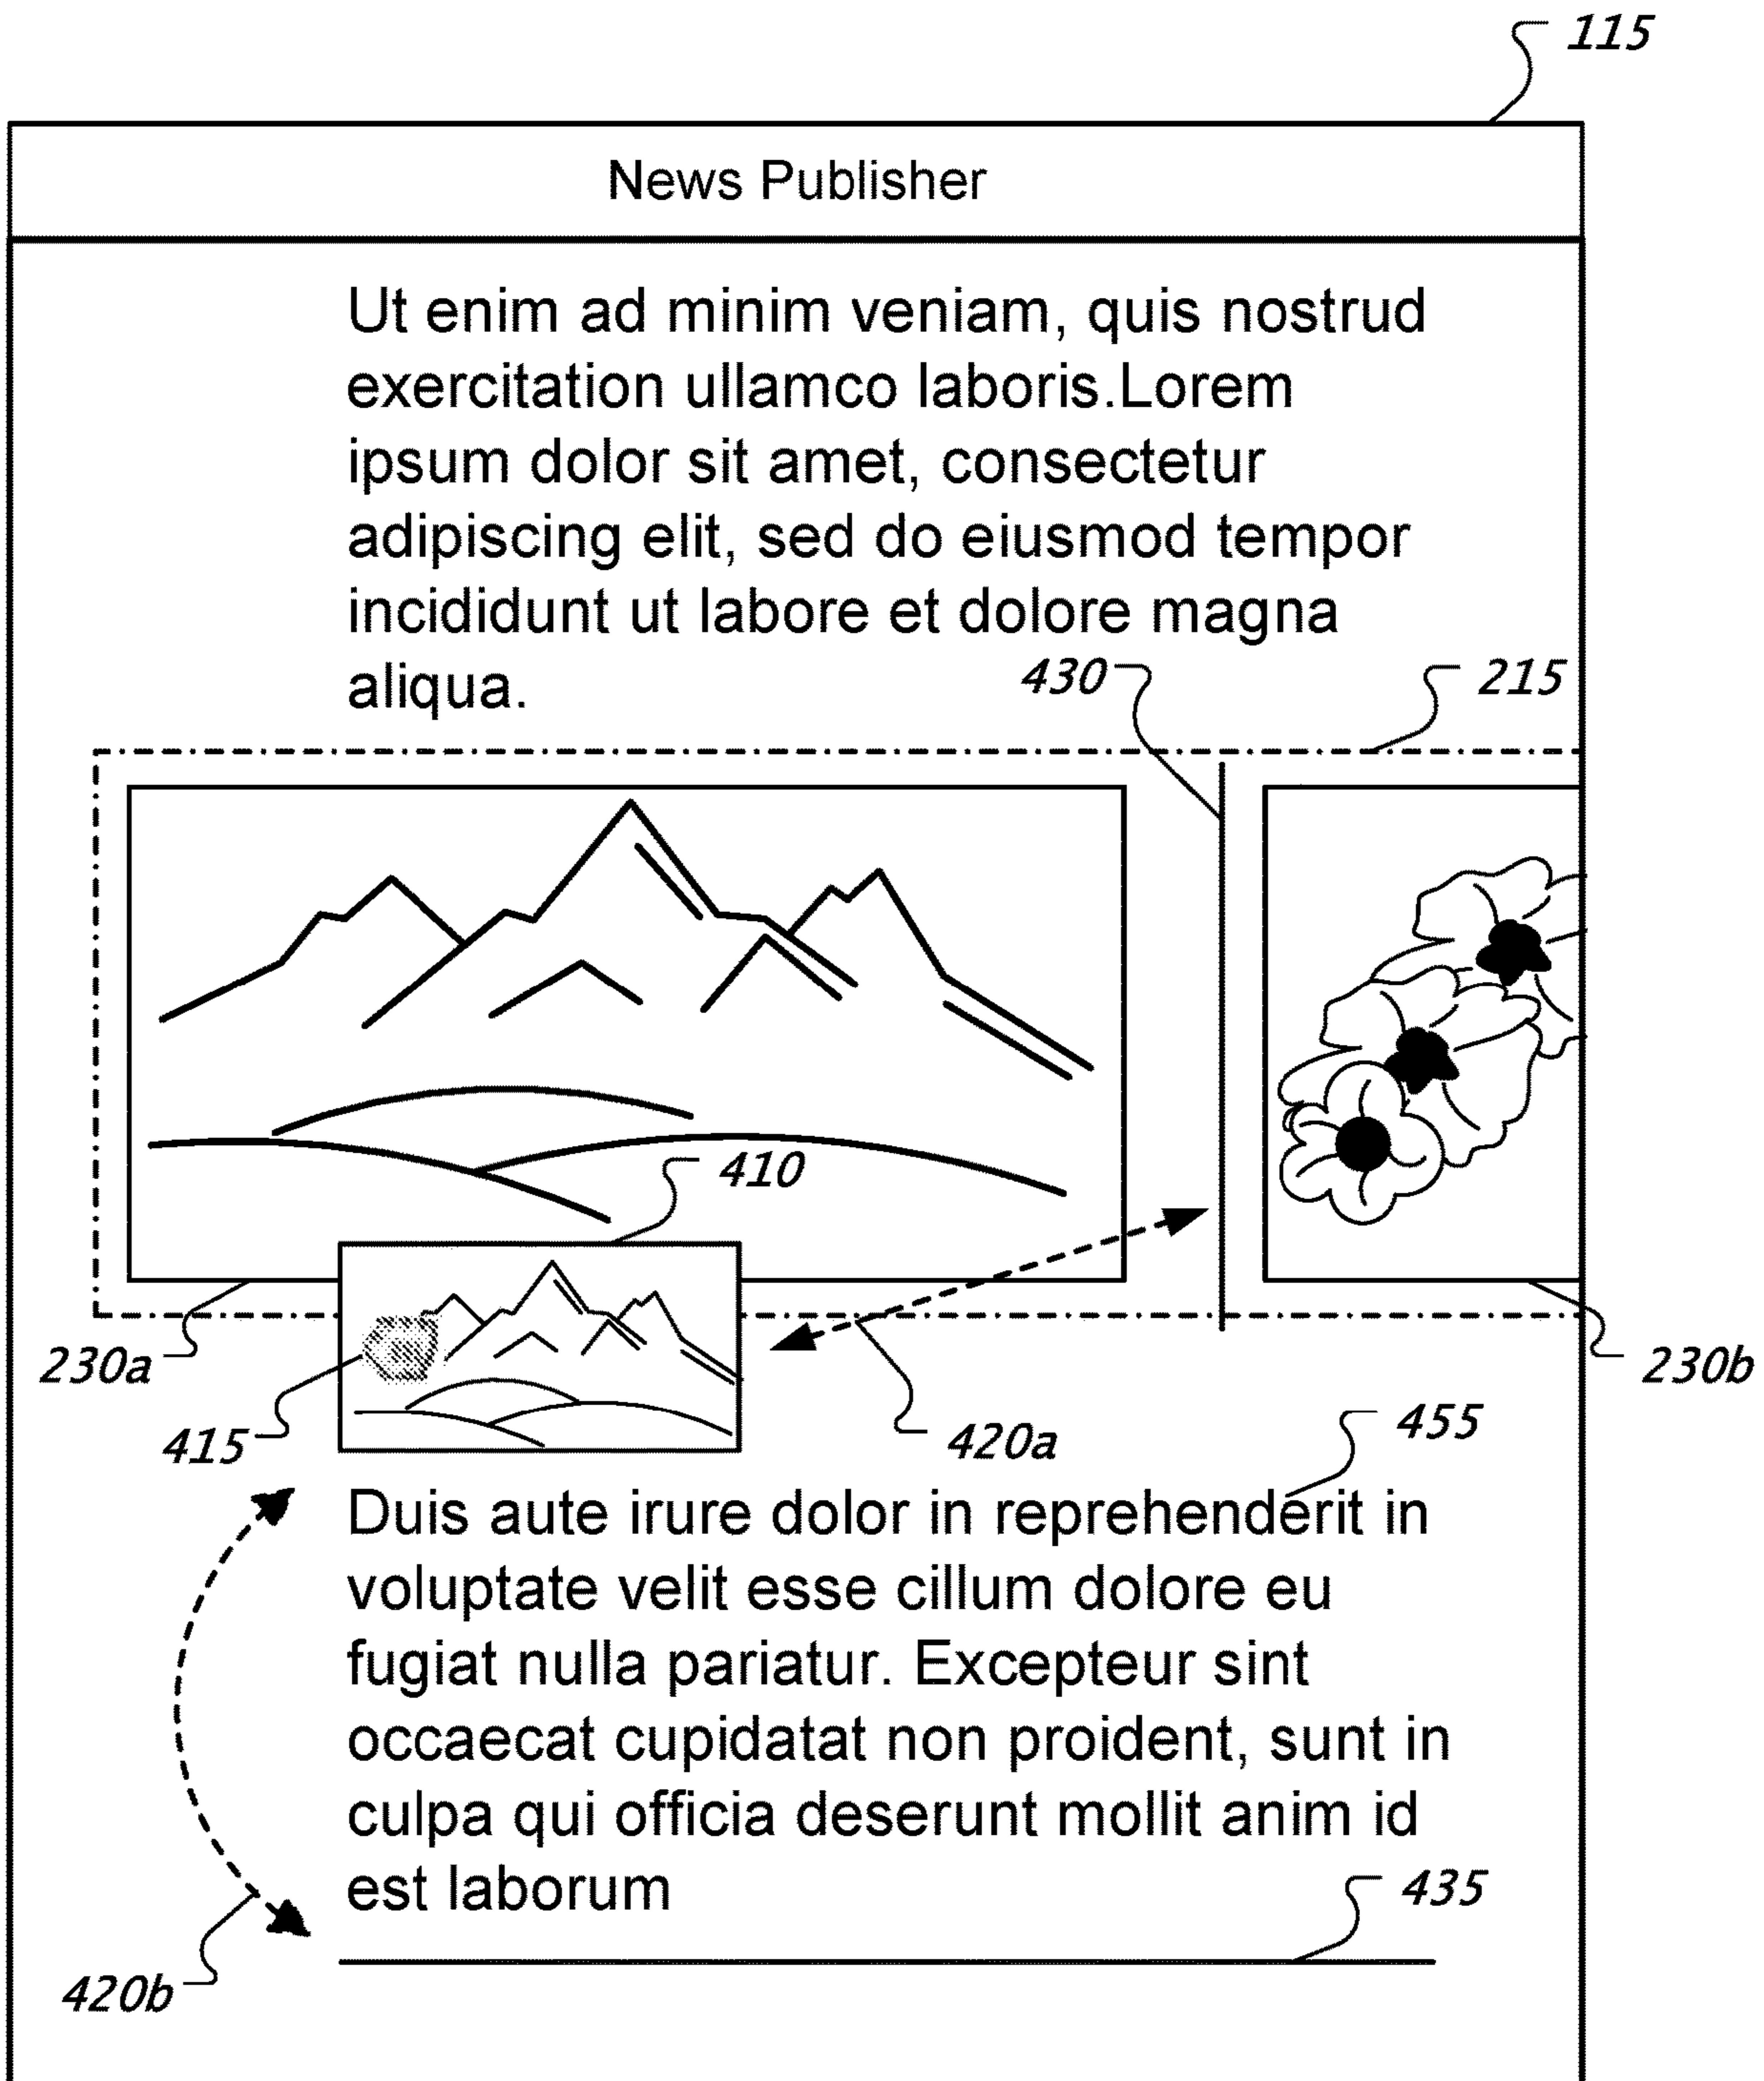 115
News Publisher
Ut enim ad minim veniam, quis nostrud
exercitation ullamco laboris.Lorem
ipsum dolor sit amet, consectetur
adipiscing elit, sed do eiusmod tempor
incididunt ut labore et dolore magna
aliqua.
430
215
410
230a
230b
415
420a
455
Duis aute irure dolor in reprehenderit in
voluptate velit esse cillum dolore eu
fugiat nulla pariatur. Excepteur sint
occaecat cupidatat non proident, sunt in
culpa qui officia deserunt mollit anim id
est laborum
435
420b